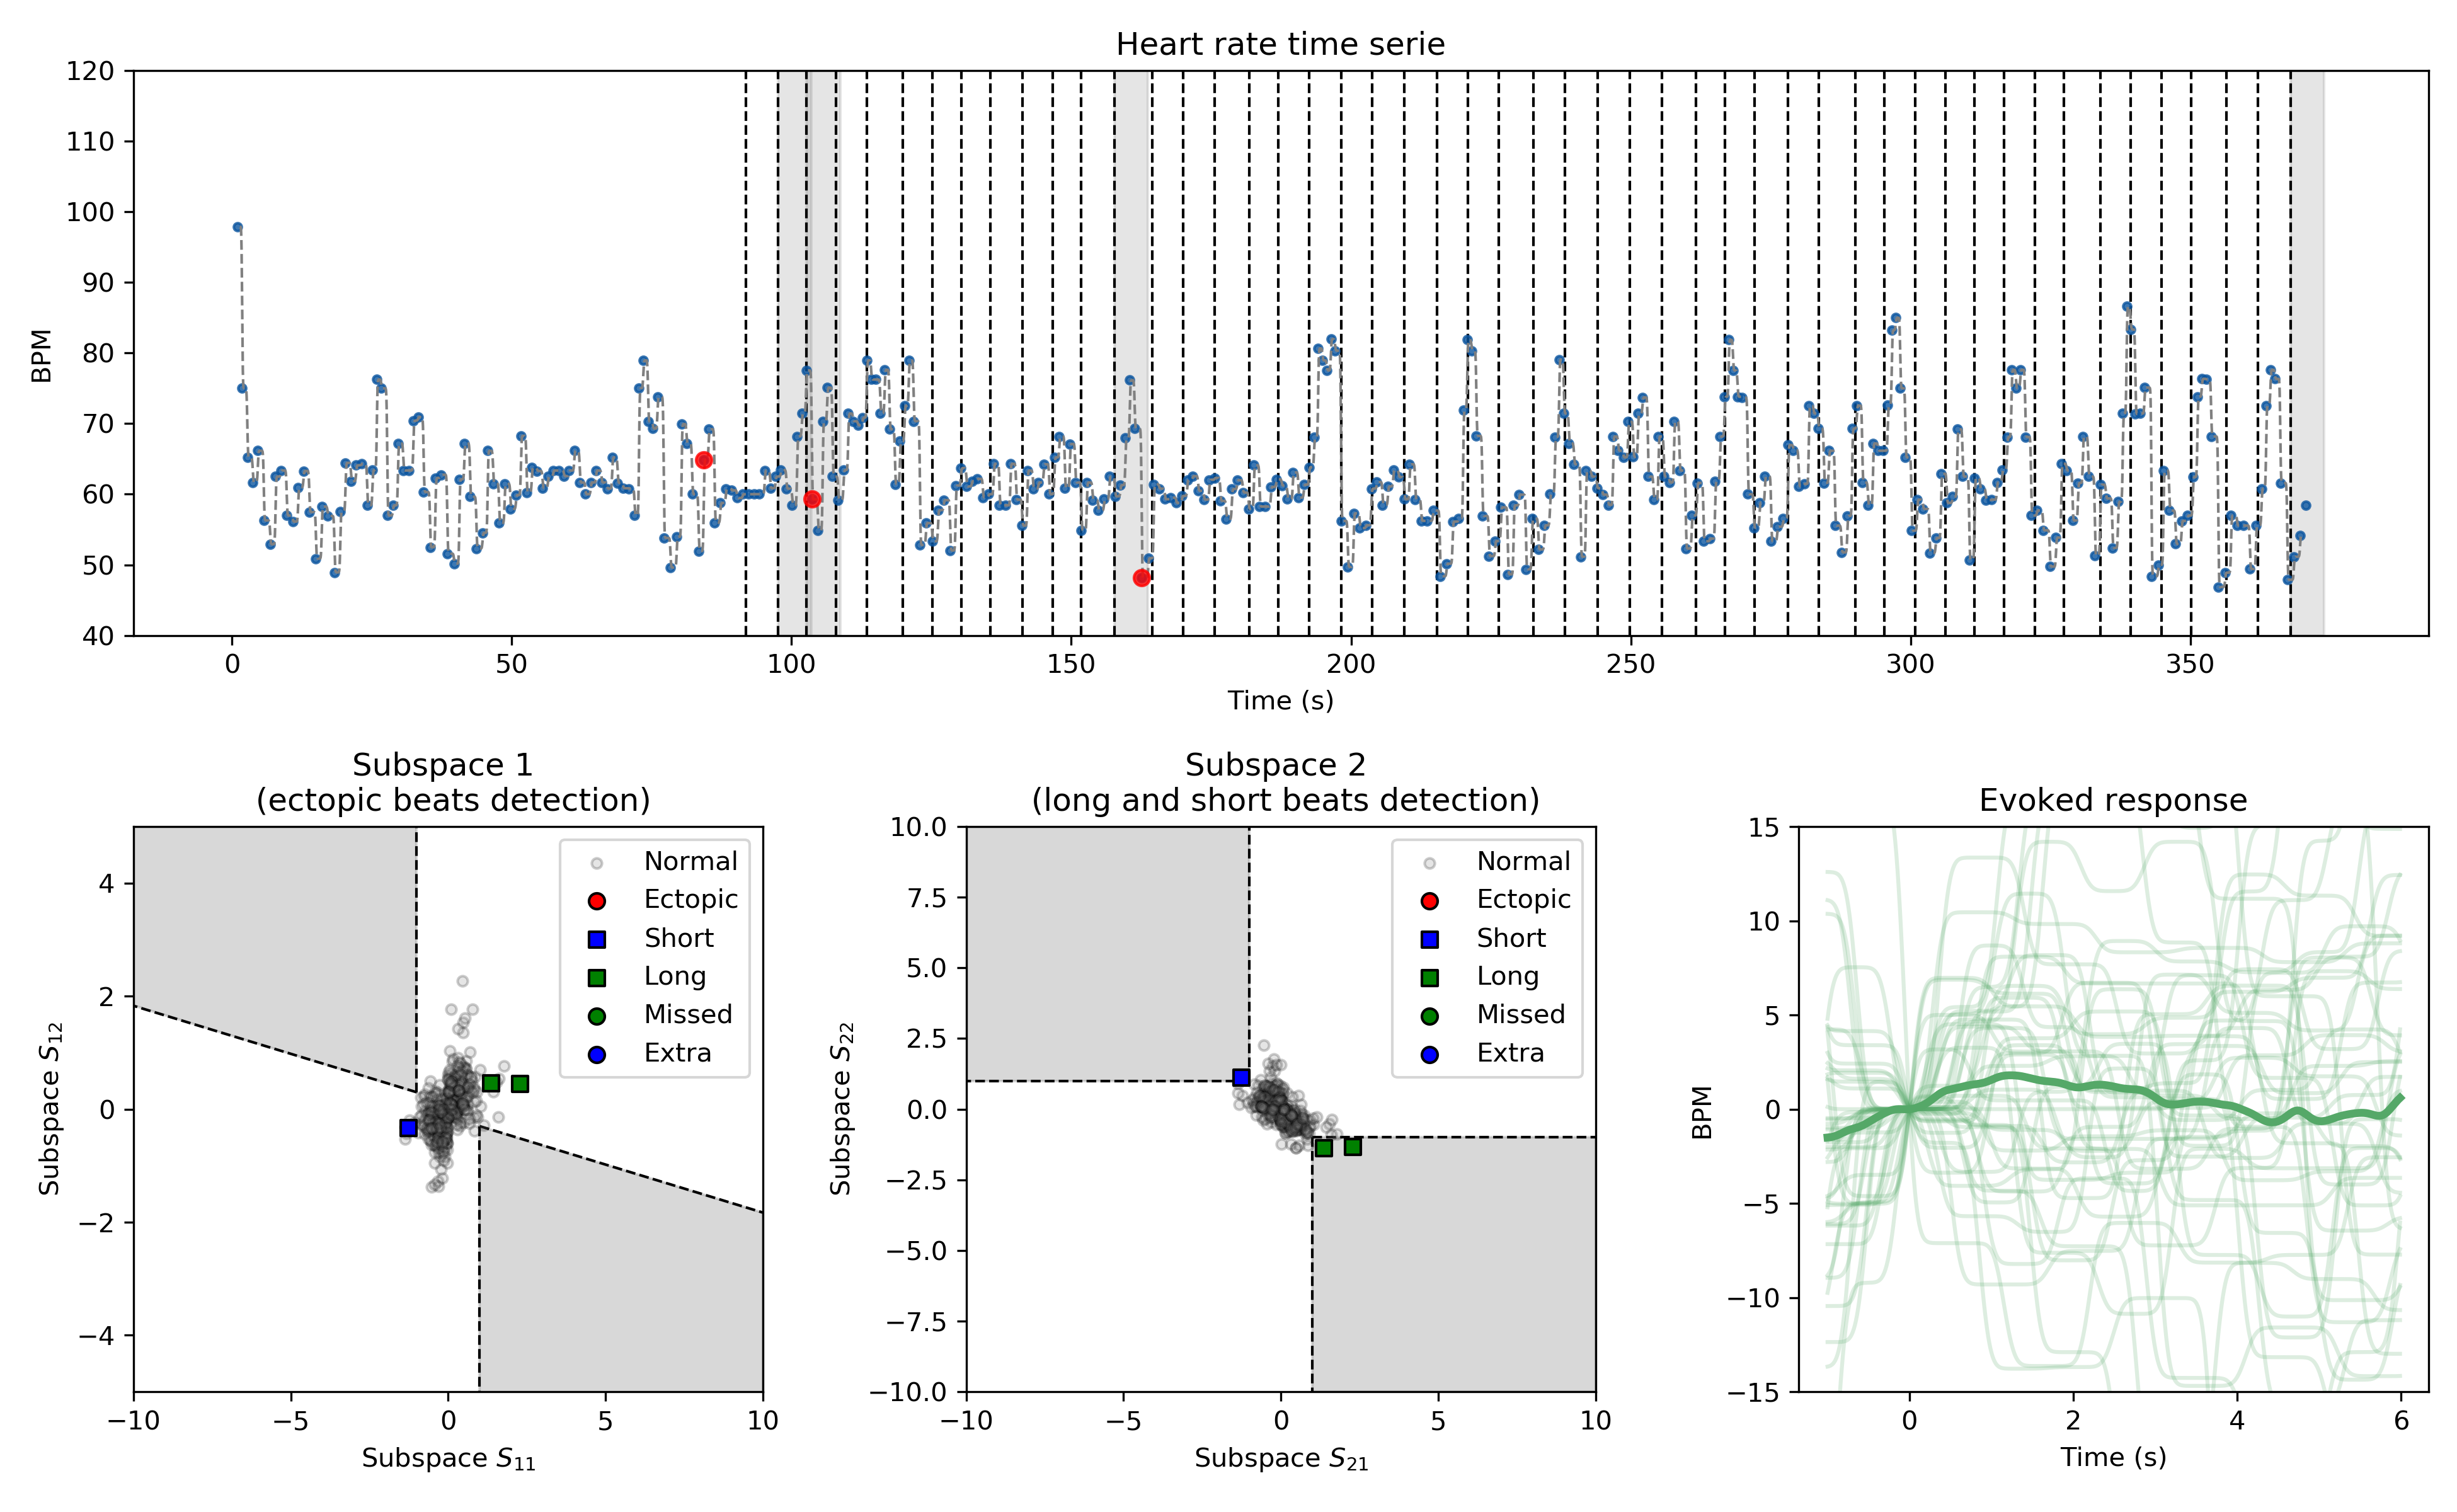 Heart rate time serie
120
110
100
90
80
70
60
50
40
BPM
0 50 100 150 200 250 300 350
Time (s)
Subspace 1
(ectopic beats detection)
4
2
0
−2
−4
Subspace S12
−10 −5 0 5 10
Subspace S11
Normal
Ectopic
Short
Long
Missed
Extra
Subspace 2
(long and short beats detection)
10.0
7.5
5.0
2.5
0.0
−2.5
−5.0
−7.5
−10.0
Subspace S22
−10 −5 0 5 10
Subspace S21
Normal
Ectopic
Short
Long
Missed
Extra
Evoked response
15
10
5
0
−5
−10
−15
BPM
0 2 4 6
Time (s)